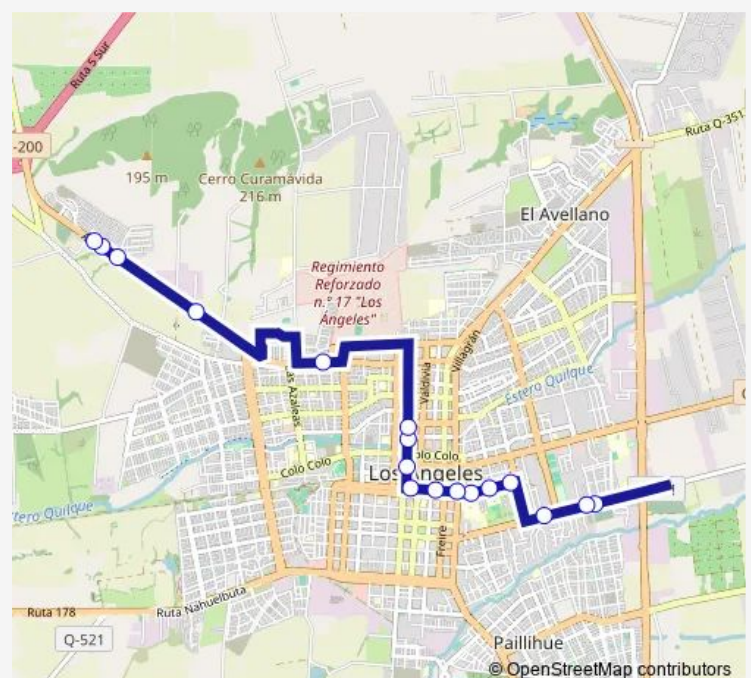 Ruta 5 Sur
-200
195 m
Cerro Curamávida
216 m
Ruta Q-351
El Avellano
Regimiento
Reforzado
n.° 17 "Los
Ángeles"
Villagrán
Valdivia
Estero Quilque
Las Azaleas
Colo Colo
Colo Colo
Los Ángeles
Estero Quilque
Freire
Ruta 178
Ruta Nahuelbuta
Q-521
Paillihue
© OpenStreetMap contributors